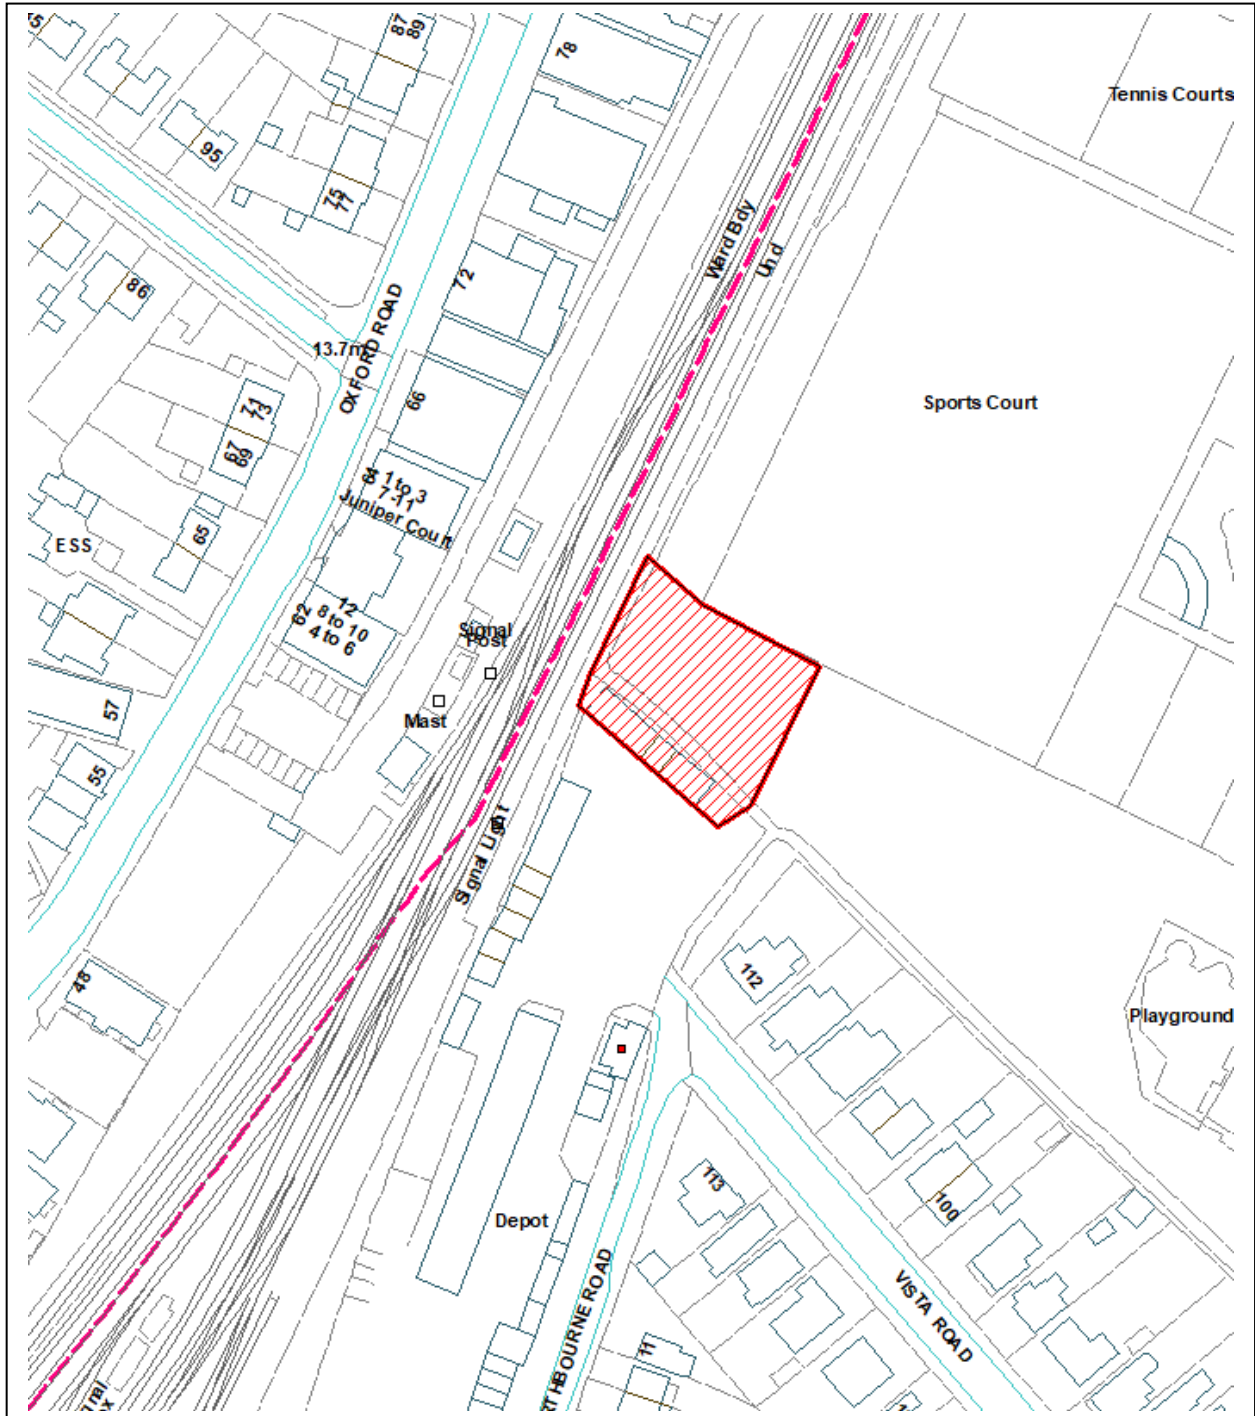 87
89
78
Tennis Courts
95
75
77
Ward Bdy
Und
86
72
13.7m
OXFORD ROAD
66
Sports Court
71
73
67
69
64
1 to 3
7-11
Juniper Court
65
ESS
62
12
8 to 10
4 to 6
Signal
Post
57
Mast
55
Signal Light
48
112
Playground
113
100
Depot
VISTA ROAD
THBOURNE ROAD
11